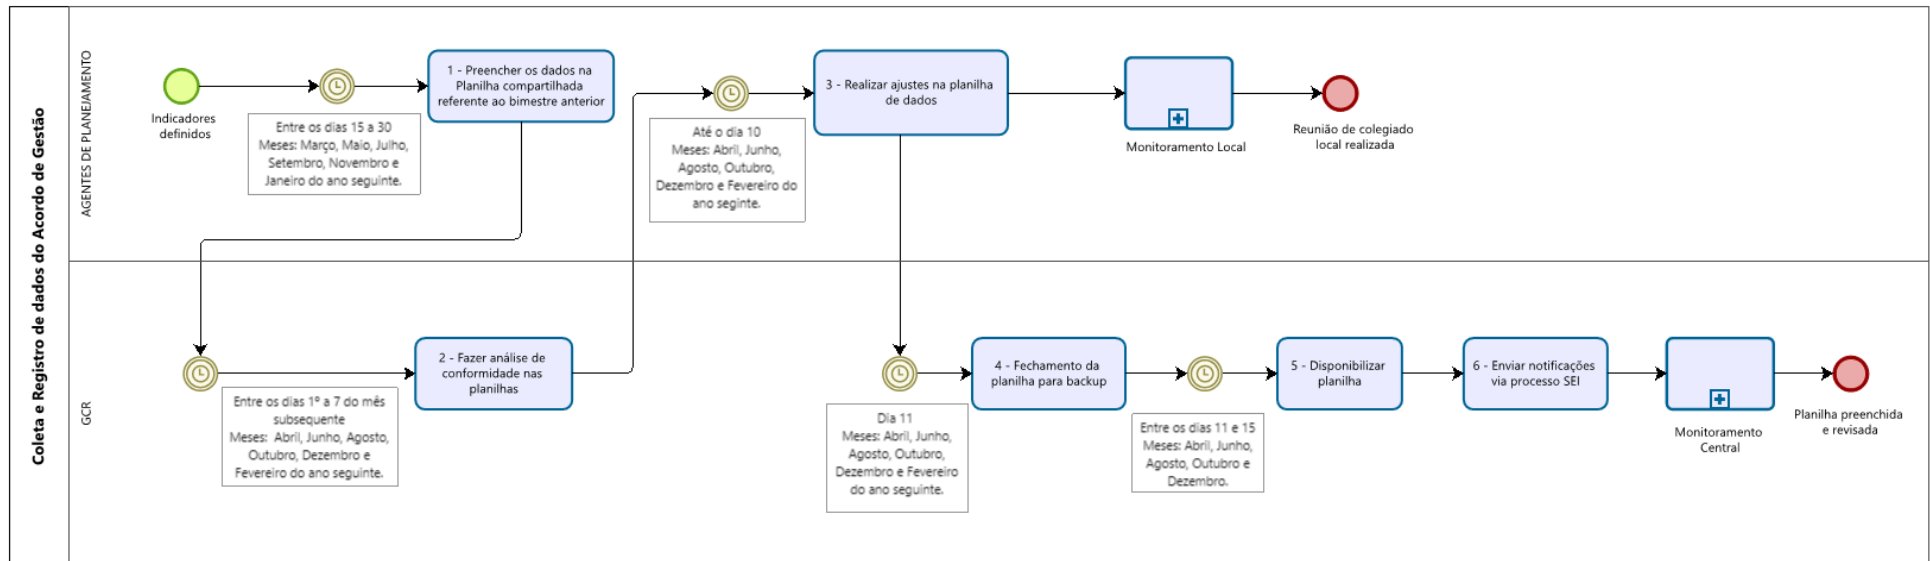 Coleta e Registro de dados do Acordo de Gestão
AGENTES DE PLANEJAMENTO
Indicadores
definidos
Entre os dias 15 a 30
Meses: Março, Maio, Julho,
Setembro, Novembro e
Janeiro do ano seguinte.
1 - Preencher os dados na
Planilha compartilhada
referente ao bimestre anterior
Até o dia 10
Meses: Abril, Junho,
Agosto, Outubro,
Dezembro e Fevereiro do
ano seginte.
3 - Realizar ajustes na planilha
de dados
Monitoramento Local
Reunião de colegiado
local realizada
GCR
Entre os dias 1º a 7 do mês
subsequente
Meses: Abril, Junho, Agosto,
Outubro, Dezembro e
Fevereiro do ano seguinte.
2 - Fazer análise de
conformidade nas
planilhas
Dia 11
Meses: Abril, Junho,
Agosto, Outubro,
Dezembro e Fevereiro
do ano seguinte.
4 - Fechamento da
planilha para backup
Entre os dias 11 e 15
Meses: Abril, Junho,
Agosto, Outubro e
Dezembro.
5 - Disponibilizar
planilha
6 - Enviar notificações
via processo SEI
Monitoramento
Central
Planilha preenchida
e revisada